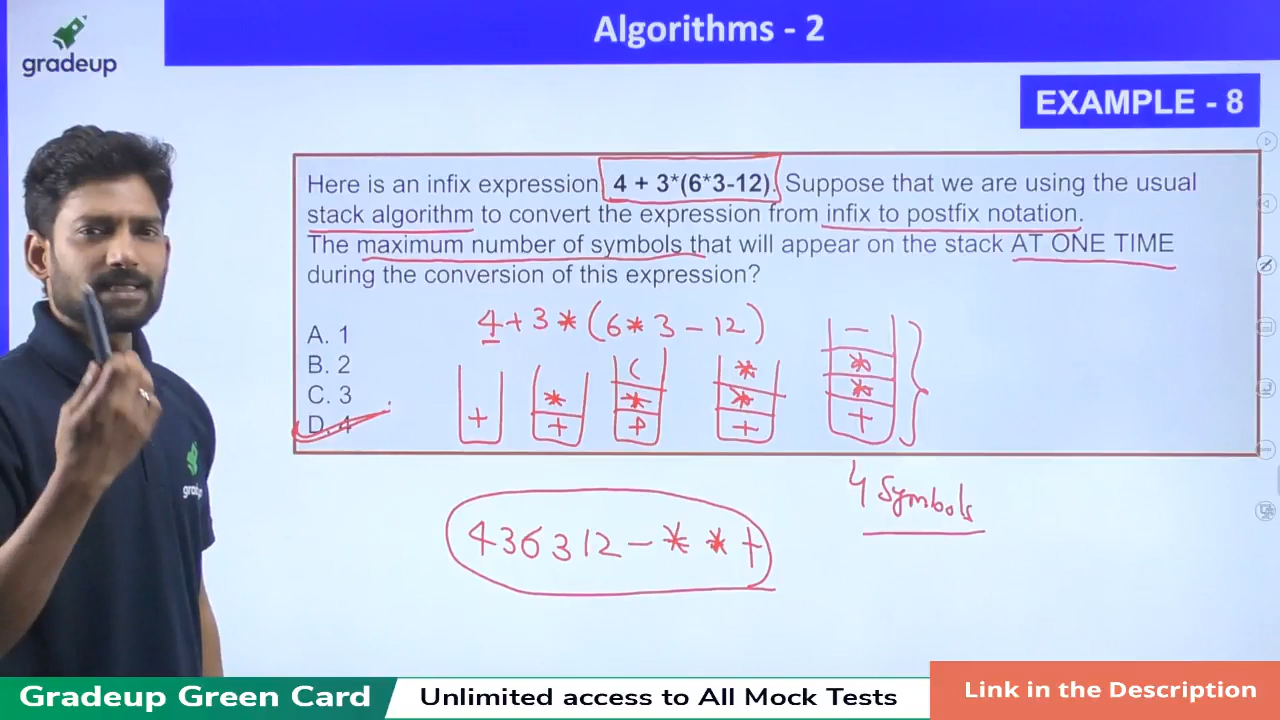 Algorithms - 2
gradeup
EXAMPLE - 8
Here is an infix expression 4 + 3*(6*3-12). Suppose that we are using the usual
stack algorithm to convert the expression from infix to postfix notation.
The maximum number of symbols that will appear on the stack AT ONE TIME
during the conversion of this expression?
4+3*(6*3-12)
A. 1
B. 2
C. 3
D. 4
+
*
+
(
*
+
*
*
+
-
*
*
+
4 Symbols
436312-**+
gradeup
Gradeup Green Card
Unlimited access to All Mock Tests
Link in the Description